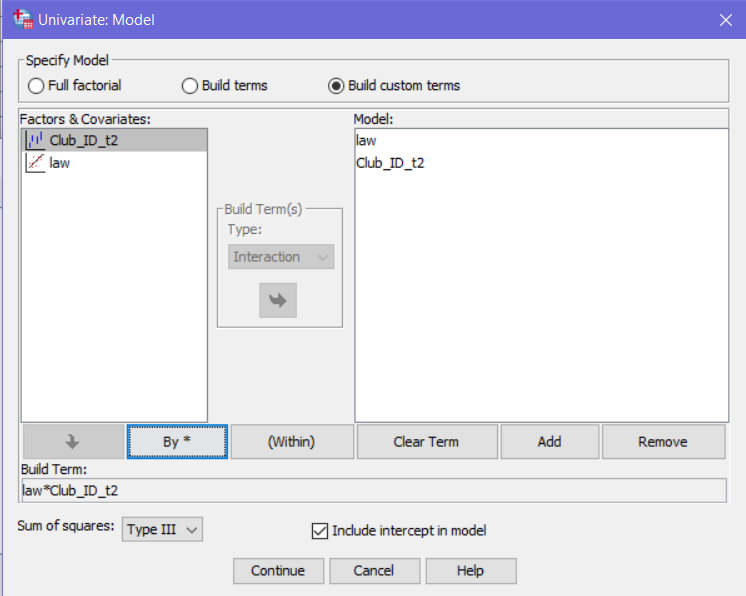 Univariate: Model
Specify Model
Full factorial
Build terms
Build custom terms
Factors & Covariates:
Club_ID_t2
law
Build Term(s)
Type:
Interaction
Model:
law
Club_ID_t2
By *
(Within)
Clear Term
Add
Remove
Build Term:
law*Club_ID_t2
Sum of squares:
Type III
Include intercept in model
Continue
Cancel
Help